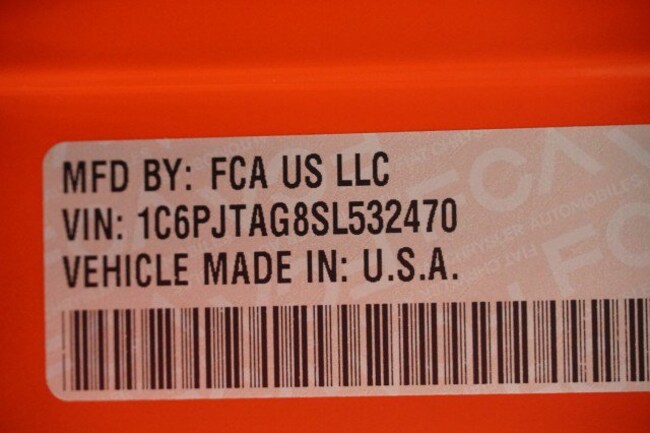 MFD BY: FCA US LLC
VIN: 1C6PJTAG8SL532470
VEHICLE MADE IN: U.S.A.